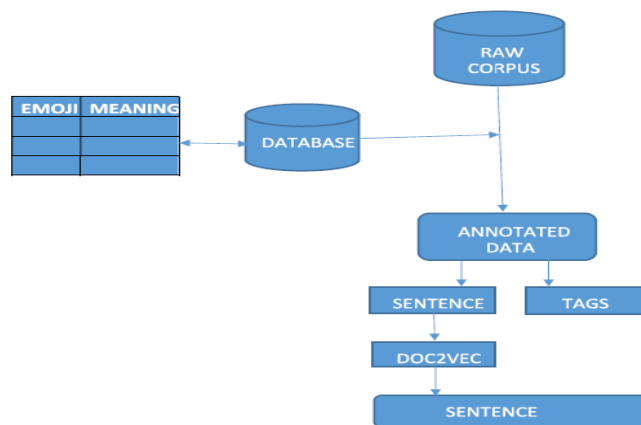 RAW
CORPUS
EMOJI MEANING
DATABASE
ANNOTATED
DATA
SENTENCE
TAGS
DOC2VEC
SENTENCE